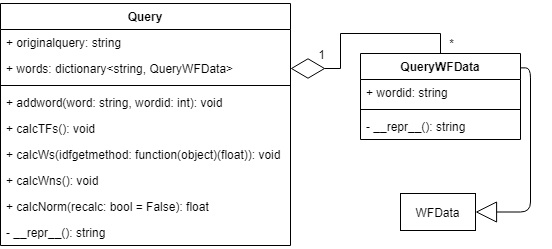 Query
+ originalquery: string
+ words: dictionary<string, QueryWFData>
+ addword(word: string, wordid: int): void
+ calcTFs(): void
+ calcWs(idfgetmethod: function(object)(float)): void
+ calcWns(): void
+ calcNorm(recalc: bool = False): float
- __repr__(): string
1
*
QueryWFData
+ wordid: string
- __repr__(): string
WFData